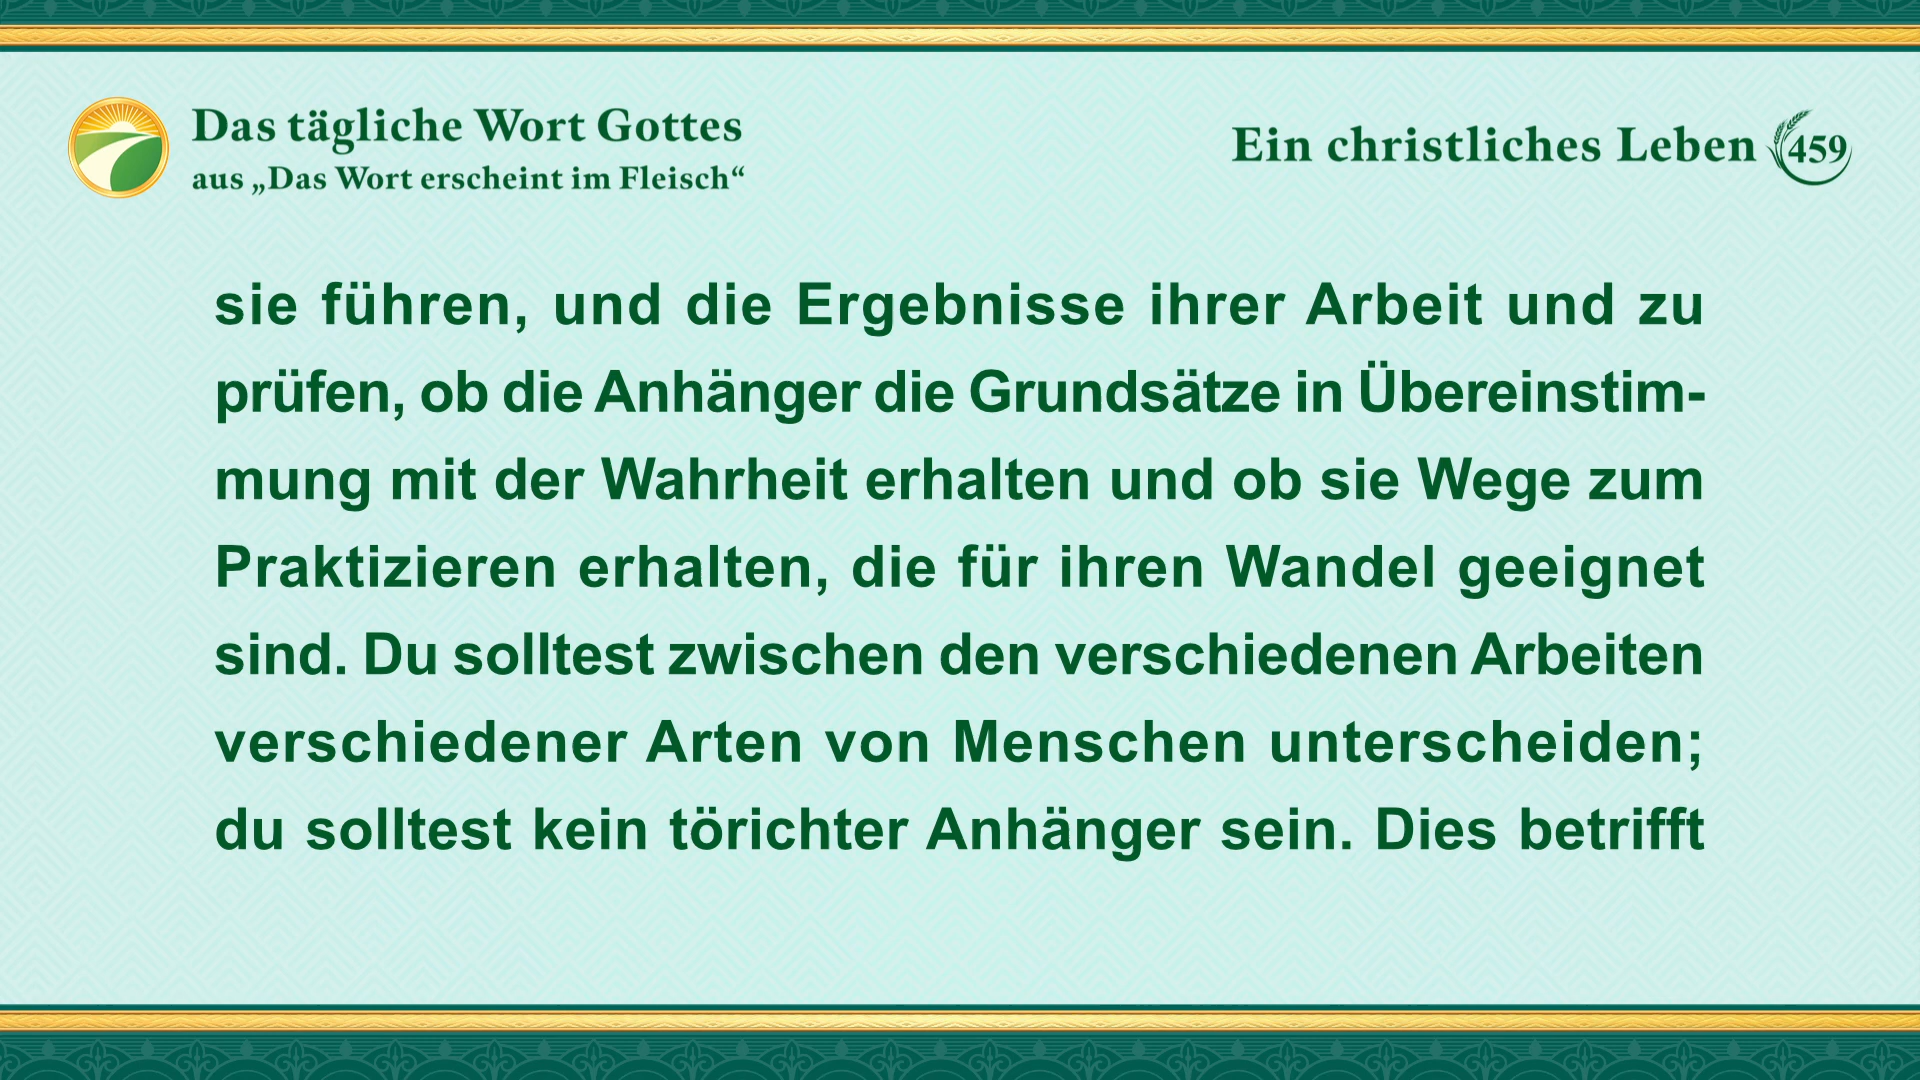 Das tägliche Wort Gottes
aus „Das Wort erscheint im Fleisch“
Ein christliches Leben 459
sie führen, und die Ergebnisse ihrer Arbeit und zu
prüfen, ob die Anhänger die Grundsätze in Übereinstim-
mung mit der Wahrheit erhalten und ob sie Wege zum
Praktizieren erhalten, die für ihren Wandel geeignet
sind. Du solltest zwischen den verschiedenen Arbeiten
verschiedener Arten von Menschen unterscheiden;
du solltest kein törichter Anhänger sein. Dies betrifft